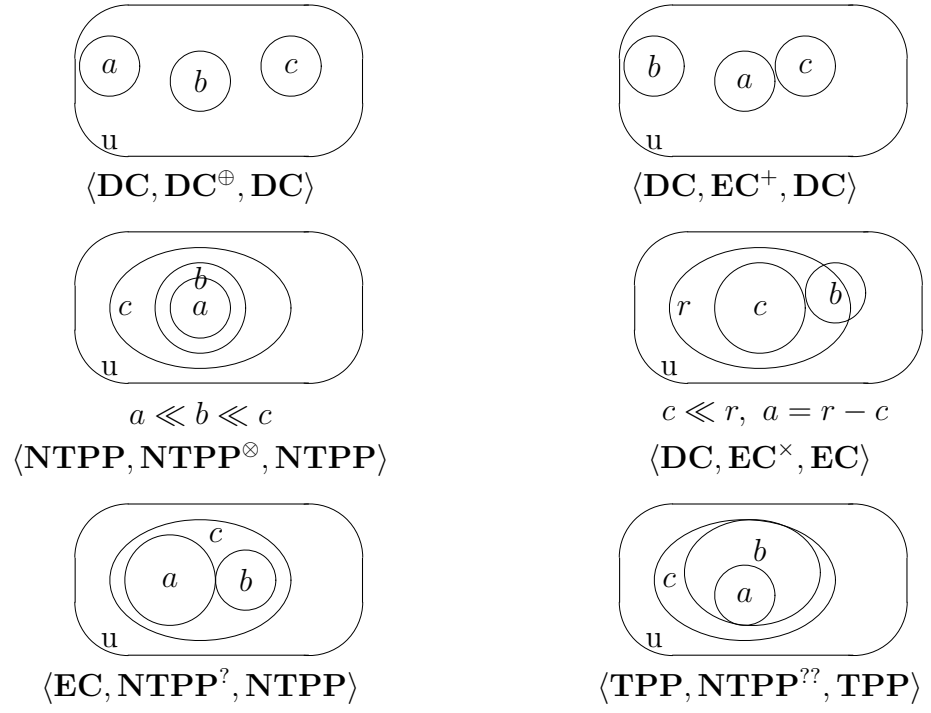 a b c
u
⟨DC, DC⊕, DC⟩
b a c
u
⟨DC, EC⁺, DC⟩
b
c a
u
a ≪ b ≪ c
⟨NTPP, NTPP⊗, NTPP⟩
r c b
u
c ≪ r, a = r − c
⟨DC, EC×, EC⟩
c
a b
u
⟨EC, NTPP?, NTPP⟩
b
c
a
u
⟨TPP, NTPP??, TPP⟩